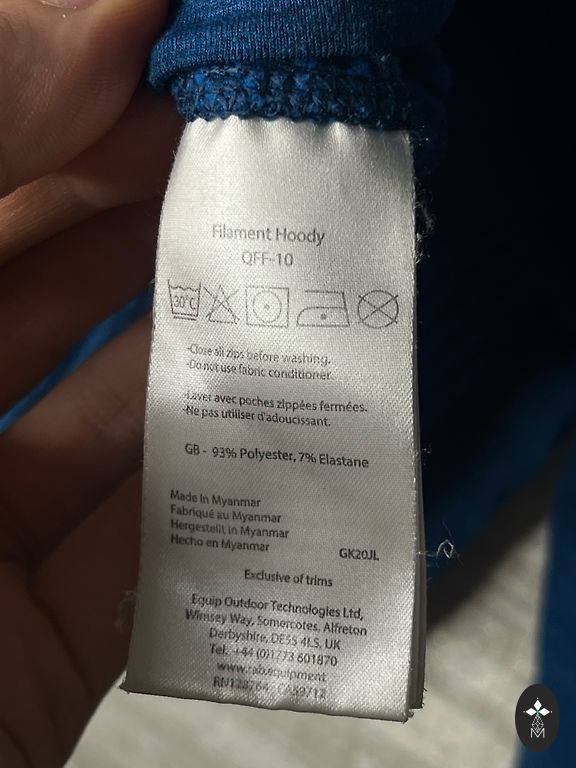 Filament Hoody
QFF-10
30°C
-Close all zips before washing.
-Do not use fabric conditioner.
-Laver avec poches zippées fermées.
-Ne pas utiliser d'adoucissant.
GB - 93% Polyester, 7% Elastane
Made In Myanmar
Fabriqué au Myanmar
Hergestellt in Myanmar
Hecho en Myanmar
GK20JL
Exclusive of trims
Equip Outdoor Technologies Ltd,
Wimsey Way, Somercotes, Alfreton
Derbyshire, DE55 4LS, UK
Tel. +44 (0)1773 601870
www.rab.equipment